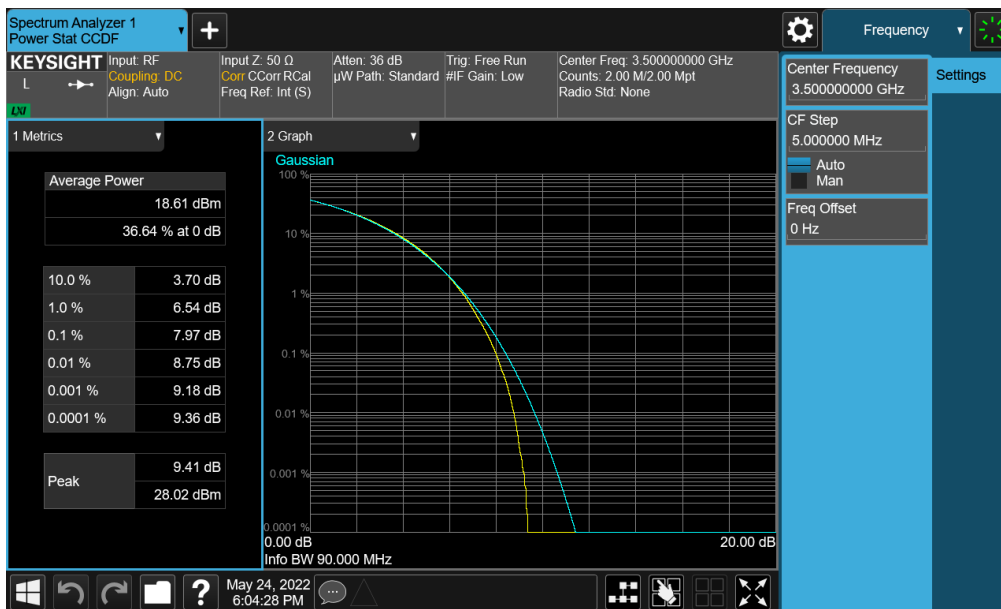 Spectrum Analyzer 1
Power Stat CCDF
Frequency
KEYSIGHT
L
LXI
Input: RF
Coupling: DC
Align: Auto
Input Z: 50 Ω
Corr CCorr RCal
Freq Ref: Int (S)
Atten: 36 dB
µW Path: Standard
Trig: Free Run
#IF Gain: Low
Center Freq: 3.500000000 GHz
Counts: 2.00 M/2.00 Mpt
Radio Std: None
Center Frequency
3.500000000 GHz
Settings
CF Step
5.000000 MHz
Auto
Man
Freq Offset
0 Hz
1 Metrics
Average Power
18.61 dBm
36.64 % at 0 dB
10.0 % 3.70 dB
1.0 % 6.54 dB
0.1 % 7.97 dB
0.01 % 8.75 dB
0.001 % 9.18 dB
0.0001 % 9.36 dB
Peak
9.41 dB
28.02 dBm
2 Graph
Gaussian
100 %
10 %
1 %
0.1 %
0.01 %
0.001 %
0.0001 %
0.00 dB
20.00 dB
Info BW 90.000 MHz
?
May 24, 2022
6:04:28 PM